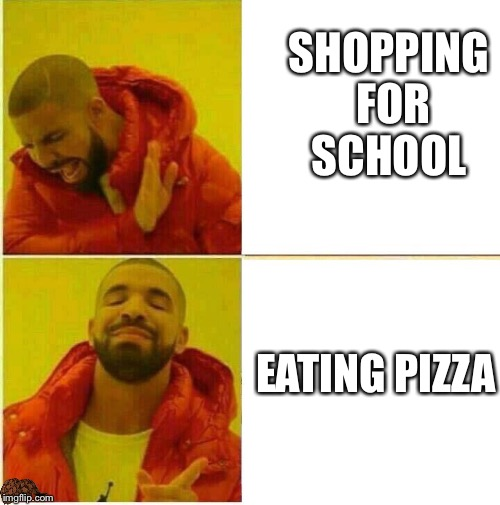 SHOPPING
FOR
SCHOOL
EATING PIZZA
imgflip.com